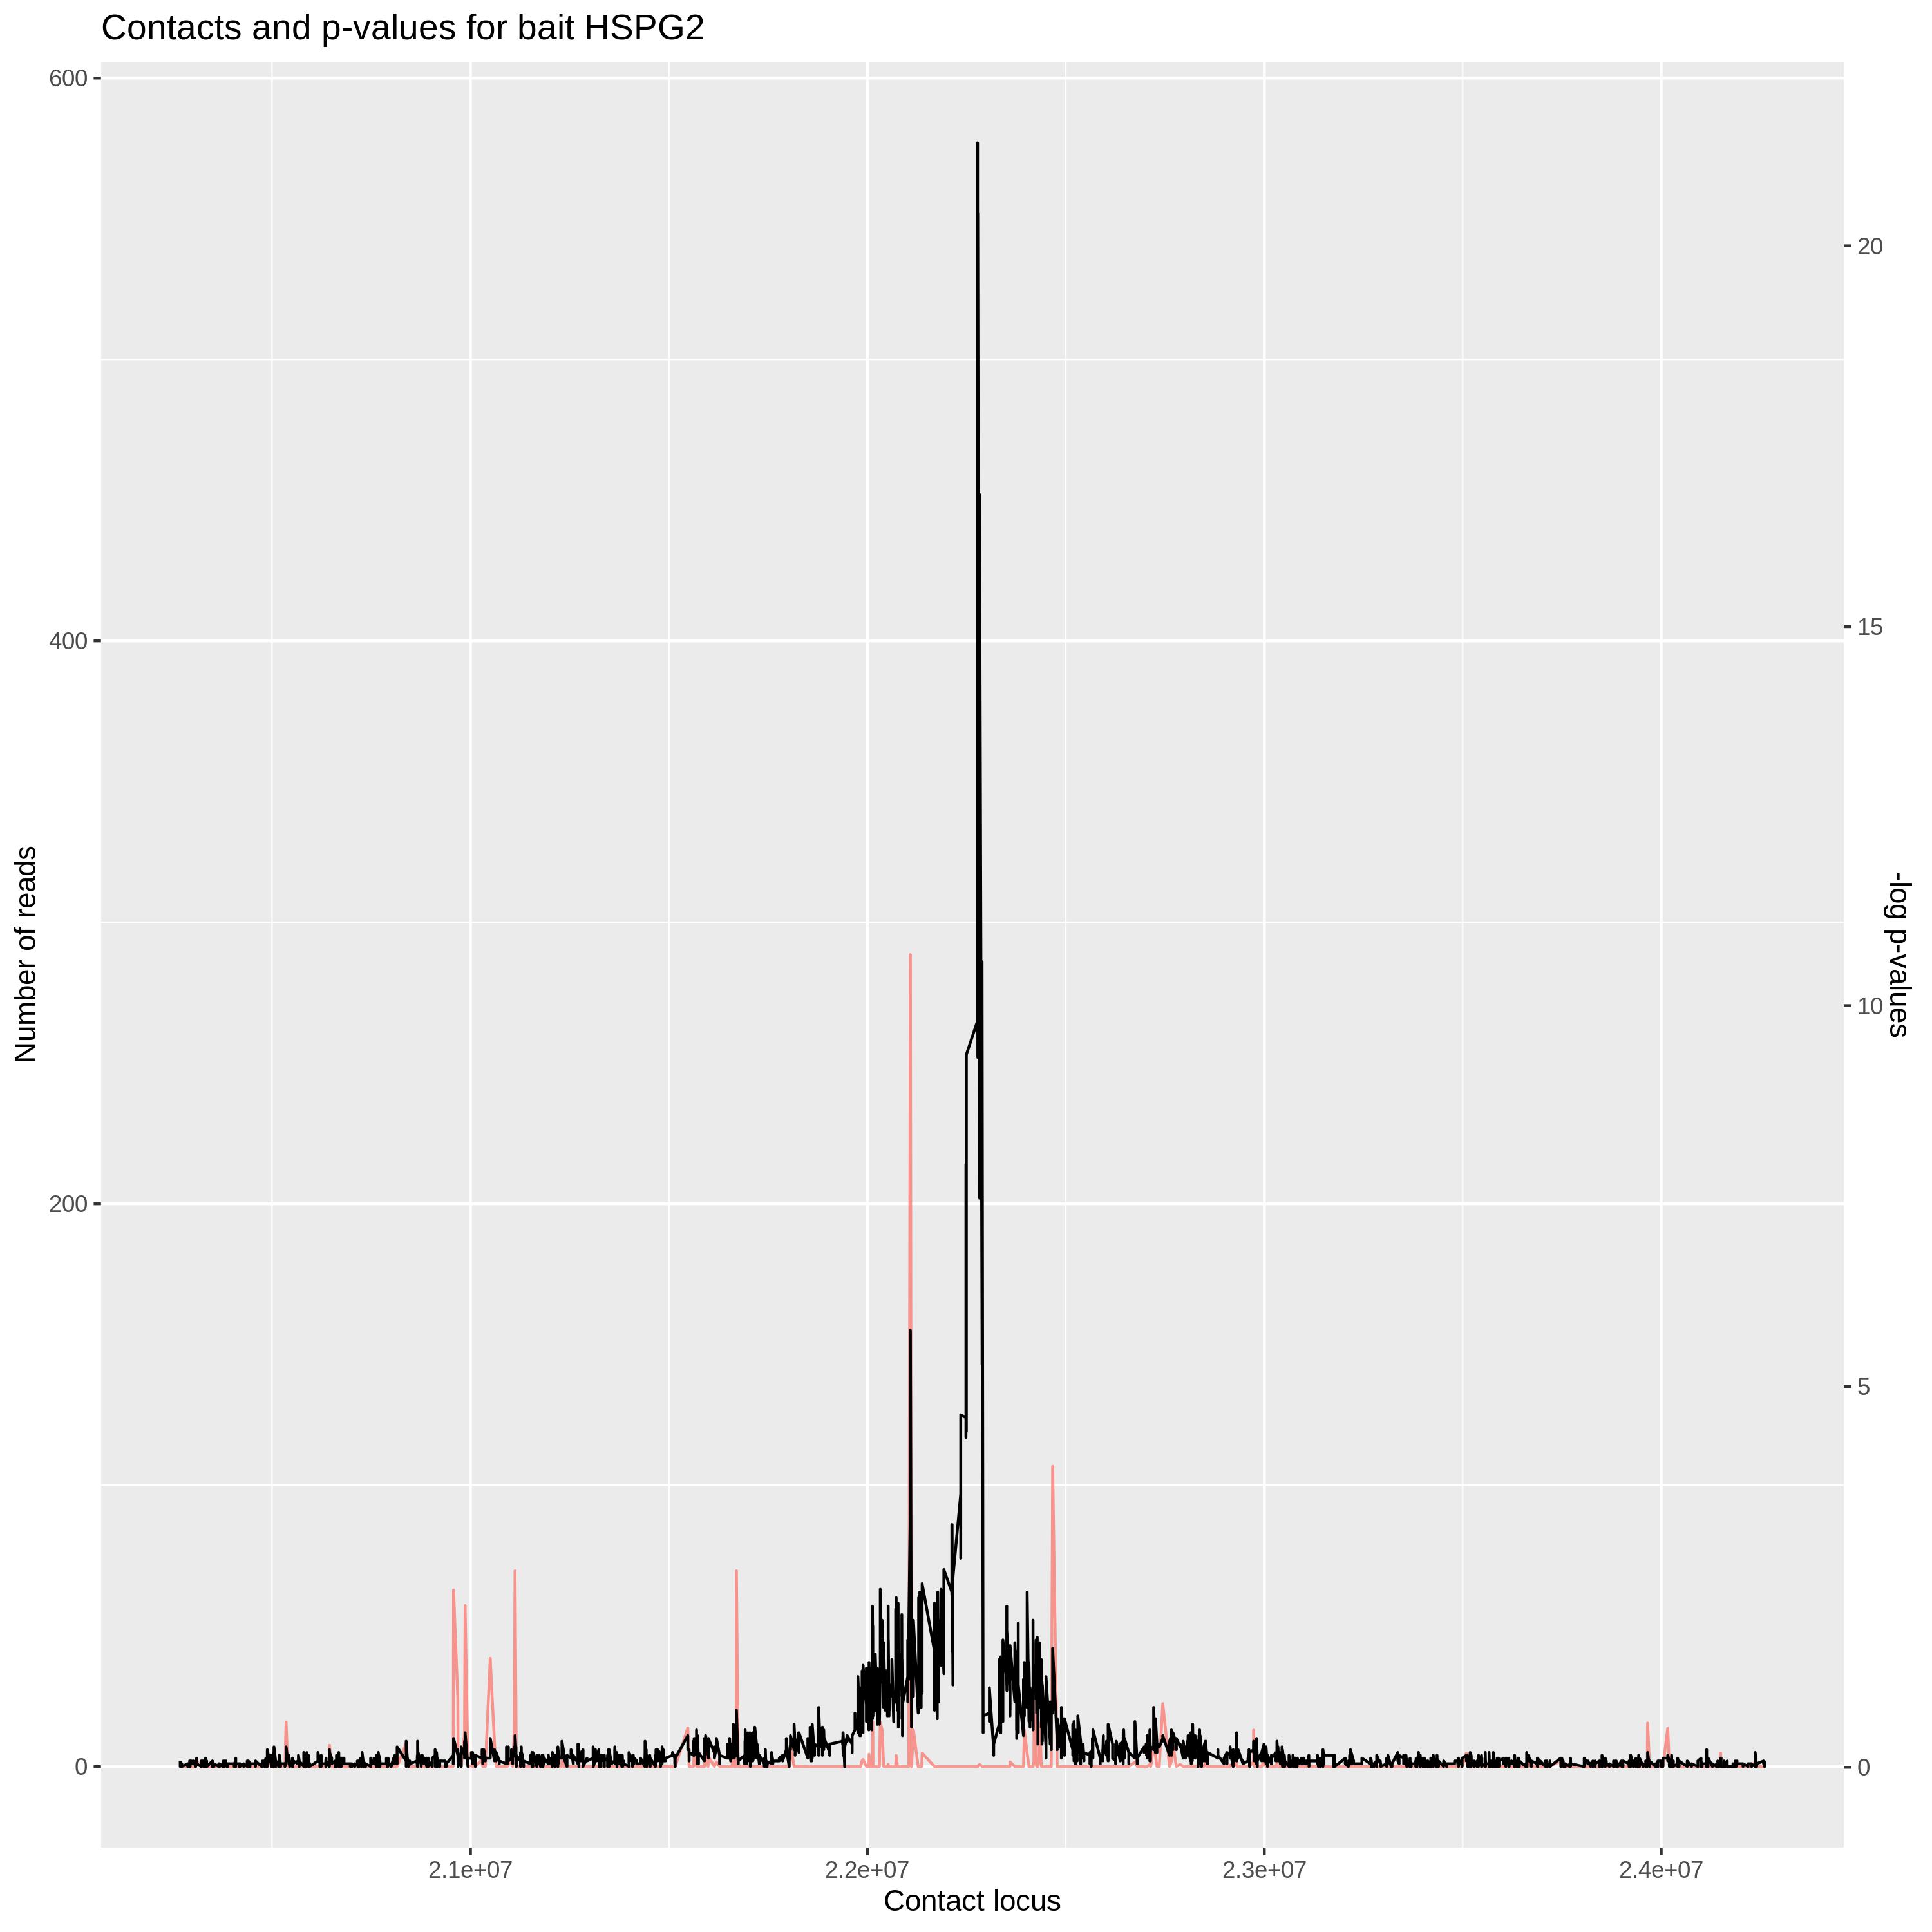 Contacts and p-values for bait HSPG2
600
400
200
0
Number of reads
20
15
10
5
0
-log p-values
2.1e+07
2.2e+07
2.3e+07
2.4e+07
Contact locus